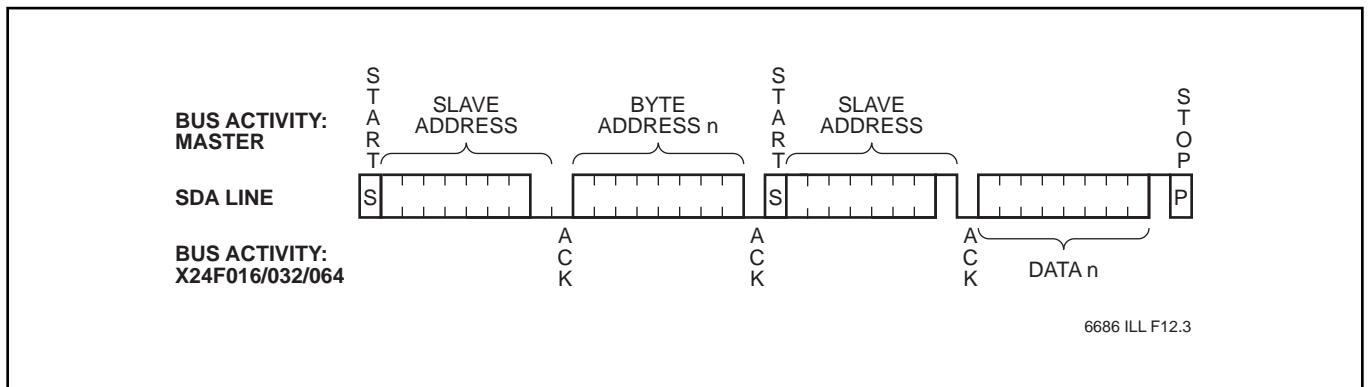 START
SLAVE
ADDRESS
BYTE
ADDRESS n
START
SLAVE
ADDRESS
STOP
BUS ACTIVITY:
MASTER
SDA LINE
S
S
P
BUS ACTIVITY:
X24F016/032/064
ACK
ACK
ACK
DATA n
6686 ILL F12.3